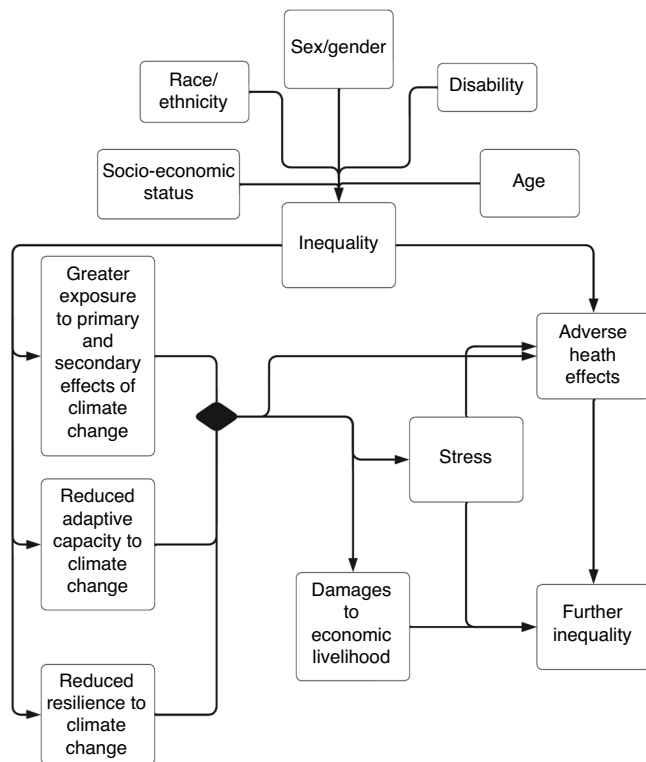 Sex/gender
Race/
ethnicity
Disability
Socio-economic
status
Age
Inequality
Greater
exposure
to primary
and
secondary
effects of
climate
change
Adverse
heath
effects
Stress
Reduced
adaptive
capacity to
climate
change
Damages
to
economic
livelihood
Further
inequality
Reduced
resilience to
climate
change